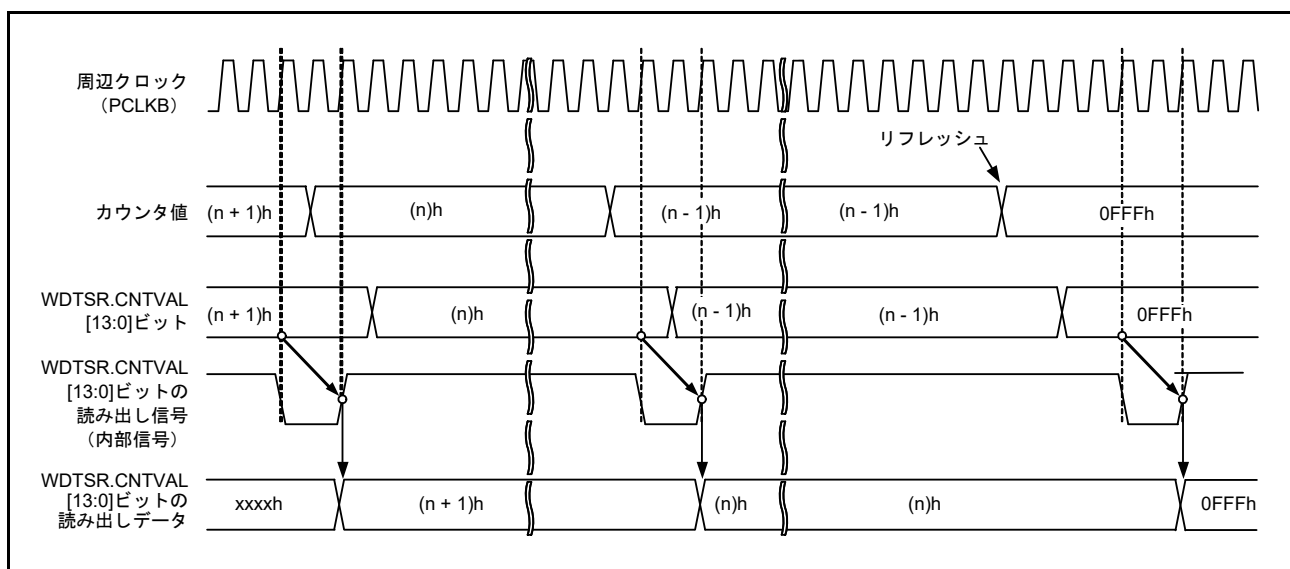 周辺クロック
（PCLKB）
リフレッシュ
カウンタ値
(n + 1)h
(n)h
(n - 1)h
(n - 1)h
0FFFh
WDTSR.CNTVAL
[13:0]ビット
(n + 1)h
(n)h
(n - 1)h
(n - 1)h
0FFFh
WDTSR.CNTVAL
[13:0]ビットの
読み出し信号
（内部信号）
WDTSR.CNTVAL
[13:0]ビットの
読み出しデータ
xxxxh
(n + 1)h
(n)h
(n)h
0FFFh